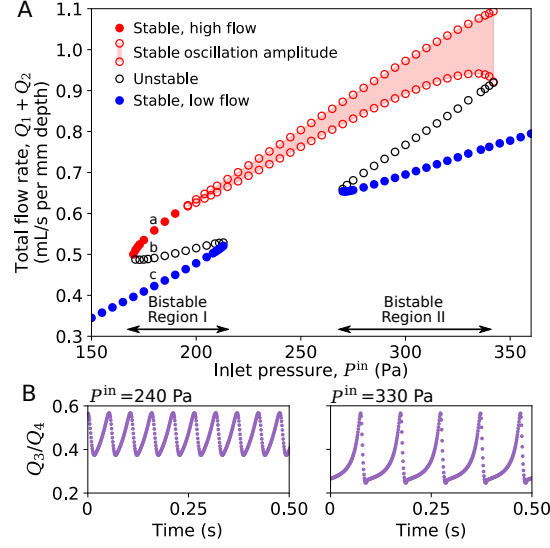 A
Total flow rate, Q₁ + Q₂
(mL/s per mm depth)
1.1
1.0
0.9
0.8
0.7
0.6
0.5
0.4
0.3
Stable, high flow
Stable oscillation amplitude
Unstable
Stable, low flow
a
b
c
Bistable
Region I
Bistable
Region II
150
200
250
300
350
Inlet pressure, Pⁱⁿ (Pa)
B
Pⁱⁿ=240 Pa
Pⁱⁿ=330 Pa
Q₃/Q₄
0.6
0.4
0.2
0
0.25
0.50
Time (s)
0
0.25
0.50
Time (s)